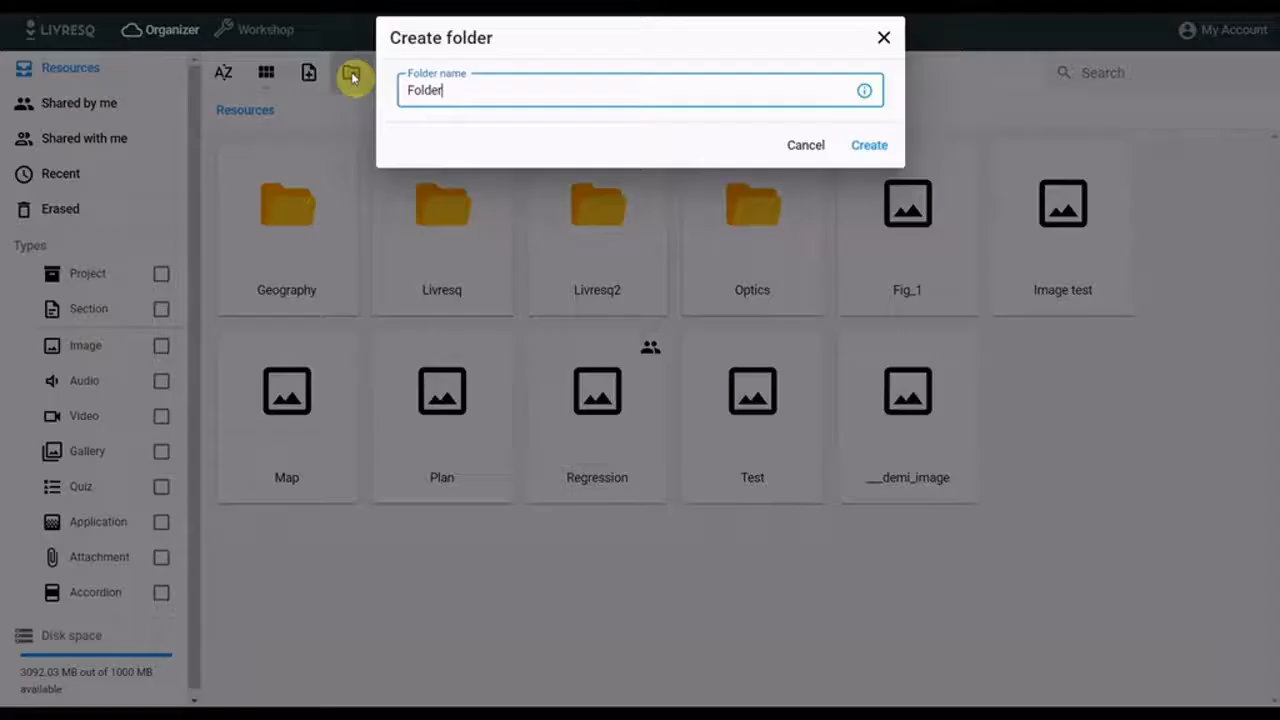 LIVRESQ
Organizer
Workshop
My Account
Create folder
Folder name
Folder
Cancel
Create
Search
Resources
Shared by me
Shared with me
Recent
Erased
Types
Project
Section
Image
Audio
Video
Gallery
Quiz
Application
Attachment
Accordion
Disk space
3092.03 MB out of 1000 MB
available
AZ
Resources
Geography
Livresq
Livresq2
Optics
Fig_1
Image test
Map
Plan
Regression
Test
___demi_image